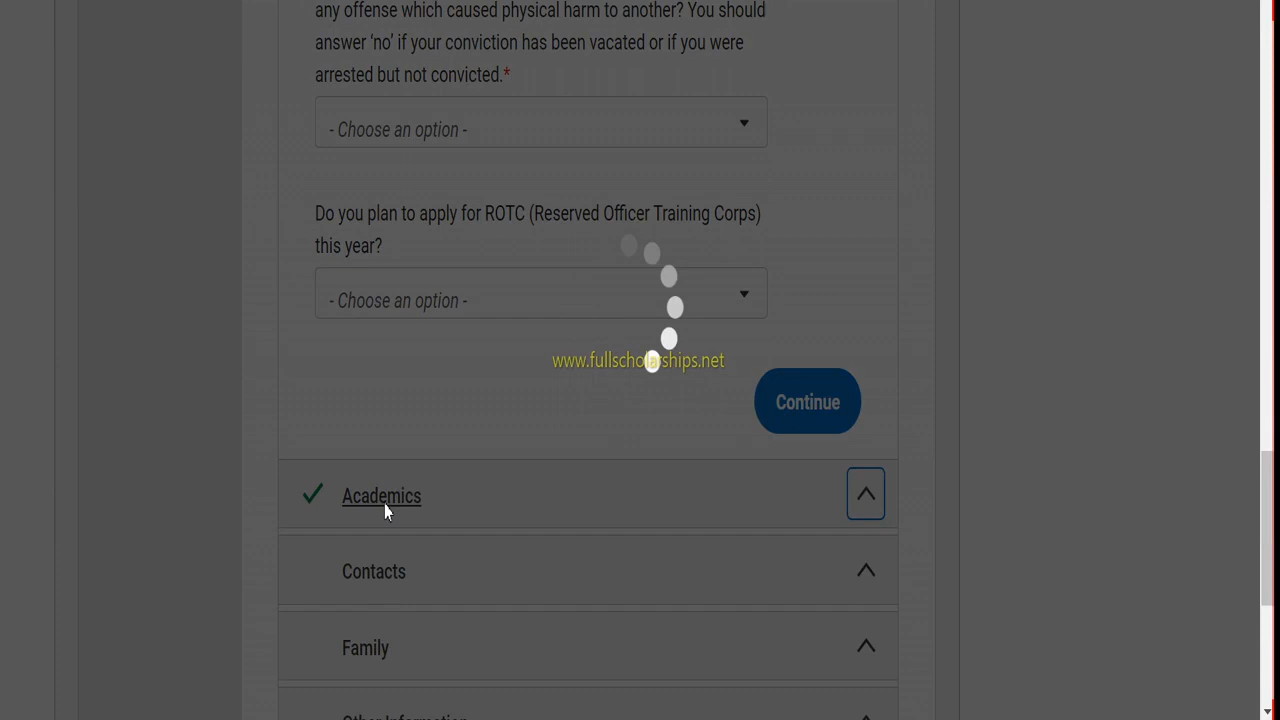 any offense which caused physical harm to another? You should
answer ‘no’ if your conviction has been vacated or if you were
arrested but not convicted.*
- Choose an option -
Do you plan to apply for ROTC (Reserved Officer Training Corps)
this year?
- Choose an option -
www.fullscholarships.net
Continue
Academics
Contacts
Family
Other Information